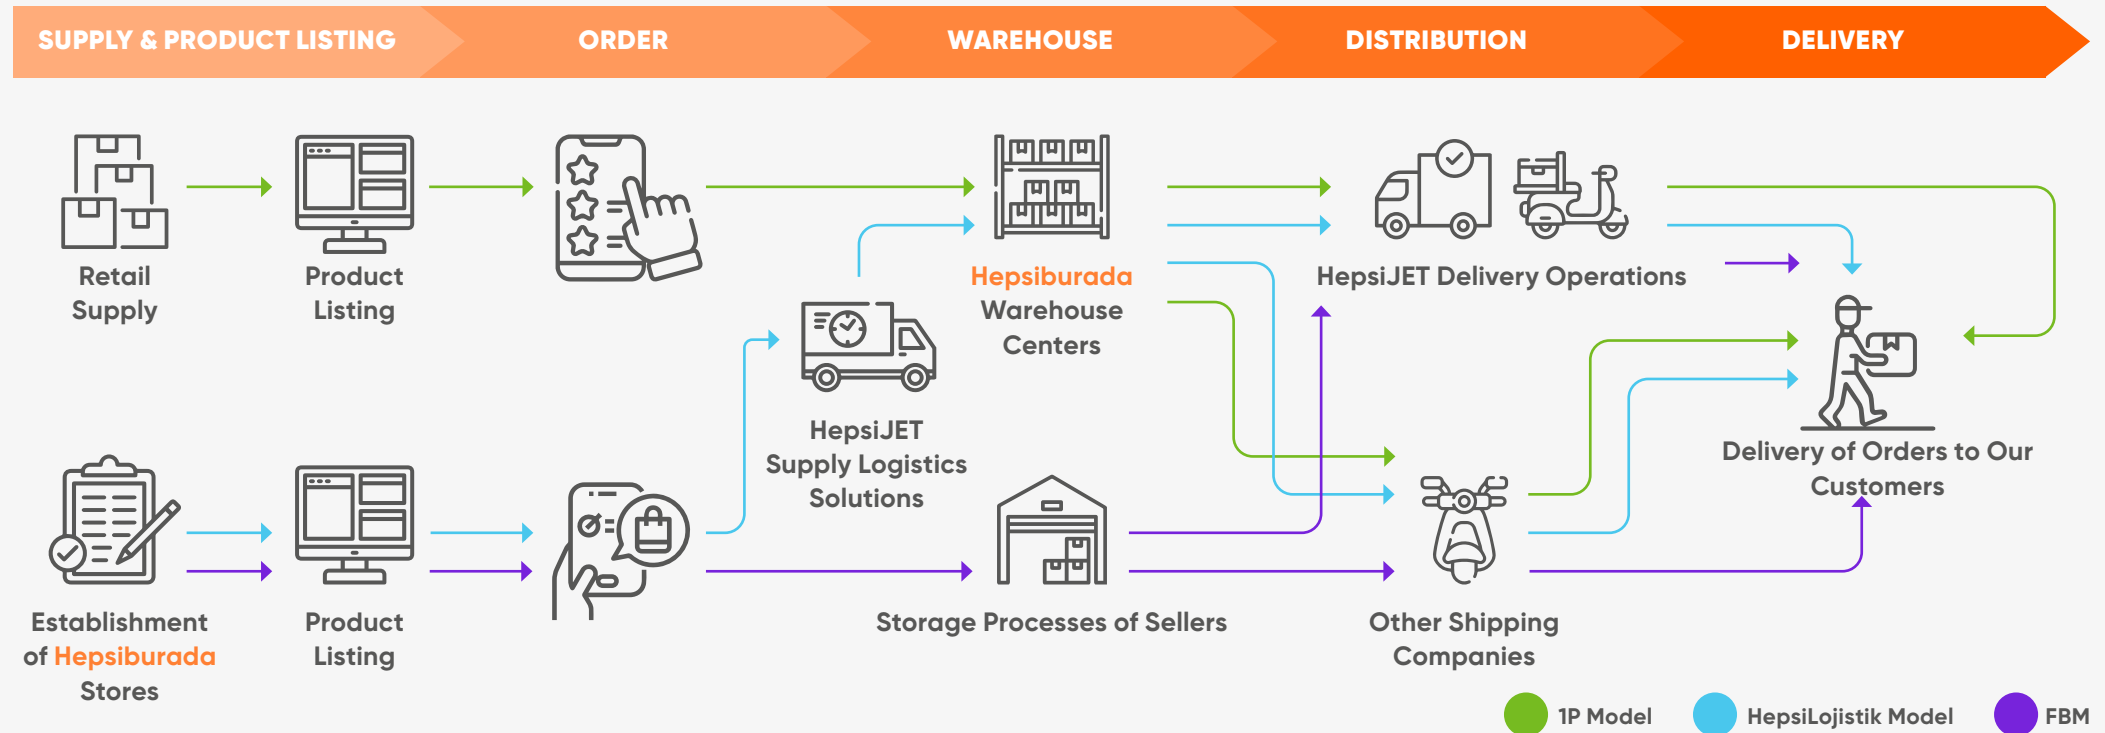 SUPPLY & PRODUCT LISTING
ORDER
WAREHOUSE
DISTRIBUTION
DELIVERY
Retail
Supply
Product
Listing
HepsiJET
Supply Logistics
Solutions
Hepsiburada
Warehouse
Centers
HepsiJET Delivery Operations
Delivery of Orders to Our
Customers
Establishment
of Hepsiburada
Stores
Product
Listing
Storage Processes of Sellers
Other Shipping
Companies
1P Model
HepsiLojistik Model
FBM